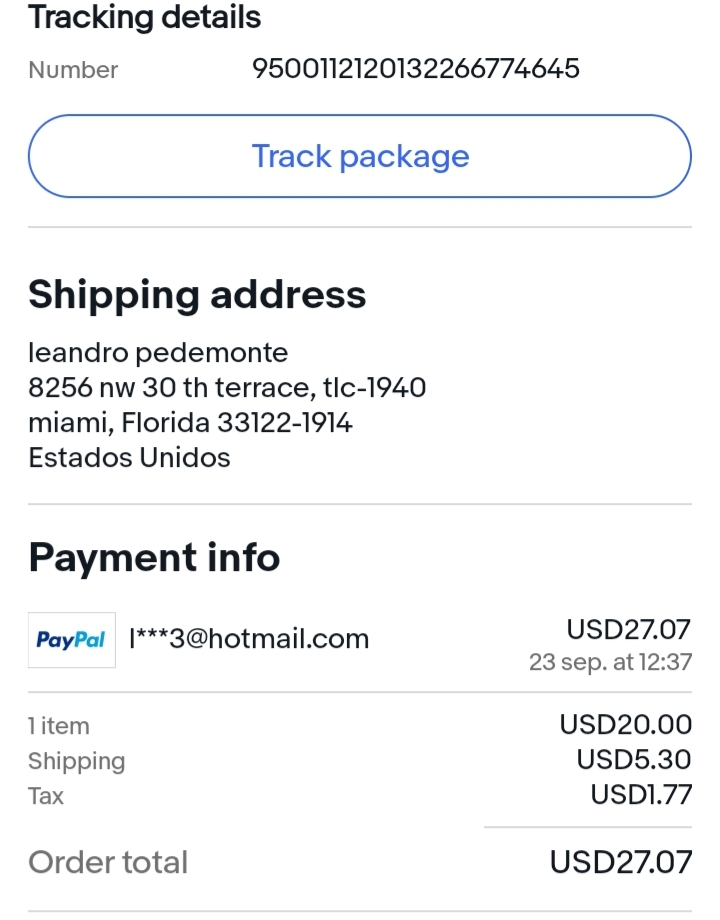 Tracking details
Number 9500112120132266774645
Track package
Shipping address
leandro pedemonte
8256 nw 30 th terrace, tlc-1940
miami, Florida 33122-1914
Estados Unidos
Payment info
PayPal l***3@hotmail.com USD27.07
23 sep. at 12:37
1 item USD20.00
Shipping USD5.30
Tax USD1.77
Order total USD27.07